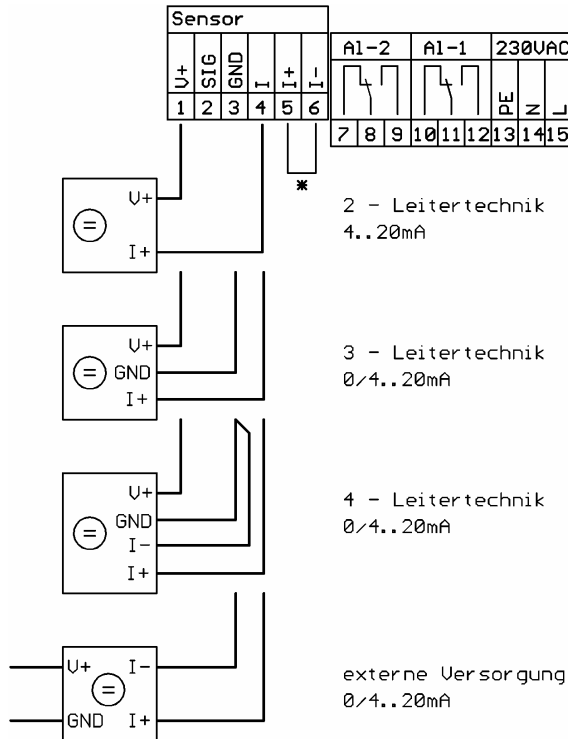 Sensor
Al-2 Al-1 230VAC
V+ SIG GND I I+ I- PE N L
1 2 3 4 5 6 7 8 9 10 11 12 13 14 15
*
V+
=
I+
2 - Leitertechnik
4..20mA
V+
= GND
I+
3 - Leitertechnik
0/4..20mA
V+
GND
=
I-
I+
4 - Leitertechnik
0/4..20mA
V+ I-
=
GND I+
externe Versorgung
0/4..20mA